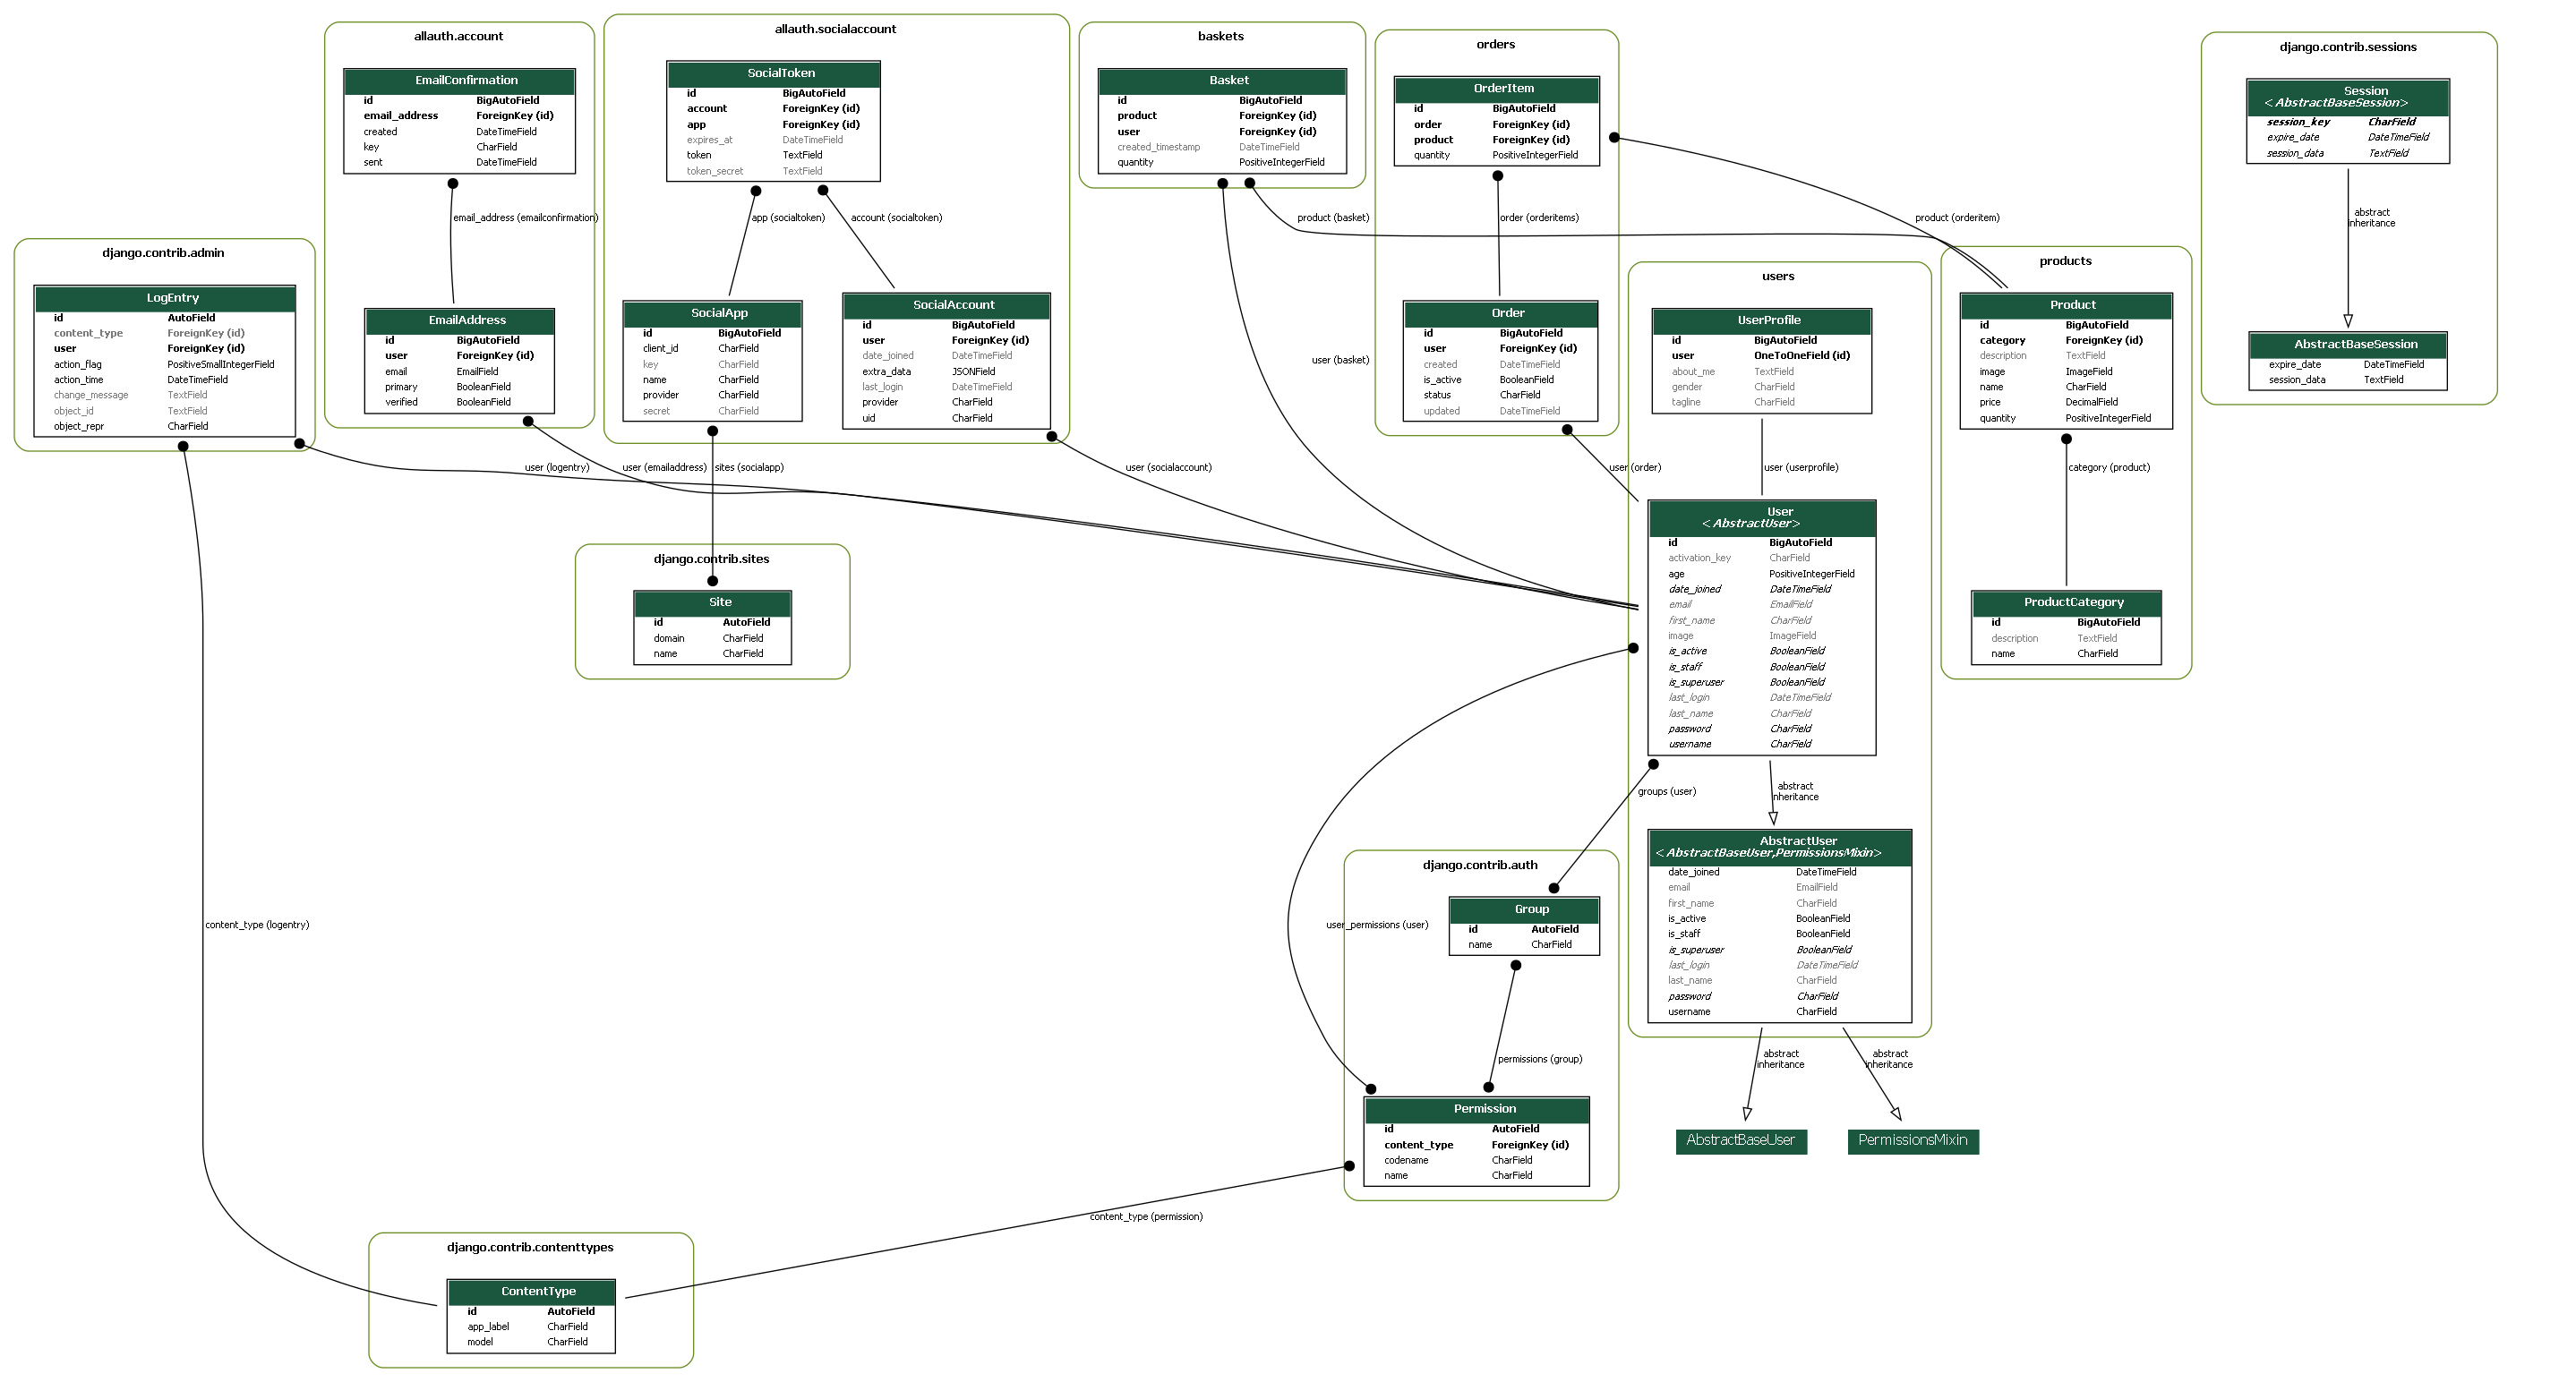 allauth.account
EmailConfirmation
id BigAutoField
email_address ForeignKey (id)
created DateTimeField
key CharField
sent DateTimeField
email_address (emailconfirmation)
EmailAddress
id BigAutoField
user ForeignKey (id)
email EmailField
primary BooleanField
verified BooleanField
allauth.socialaccount
SocialToken
id BigAutoField
account ForeignKey (id)
app ForeignKey (id)
expires_at DateTimeField
token TextField
token_secret TextField
app (socialtoken)
account (socialtoken)
SocialApp
id BigAutoField
client_id CharField
key CharField
name CharField
provider CharField
secret CharField
SocialAccount
id BigAutoField
user ForeignKey (id)
date_joined DateTimeField
extra_data JSONField
last_login DateTimeField
provider CharField
uid CharField
baskets
Basket
id BigAutoField
product ForeignKey (id)
user ForeignKey (id)
created_timestamp DateTimeField
quantity PositiveIntegerField
product (basket)
user (basket)
orders
OrderItem
id BigAutoField
order ForeignKey (id)
product ForeignKey (id)
quantity PositiveIntegerField
order (orderitems)
Order
id BigAutoField
user ForeignKey (id)
created DateTimeField
is_active BooleanField
status CharField
updated DateTimeField
product (orderitem)
django.contrib.sessions
Session
<AbstractBaseSession>
session_key CharField
expire_date DateTimeField
session_data TextField
abstract
inheritance
AbstractBaseSession
expire_date DateTimeField
session_data TextField
django.contrib.admin
LogEntry
id AutoField
content_type ForeignKey (id)
user ForeignKey (id)
action_flag PositiveSmallIntegerField
action_time DateTimeField
change_message TextField
object_id TextField
object_repr CharField
user (logentry)
user (emailaddress)
sites (socialapp)
user (socialaccount)
user (order)
users
UserProfile
id BigAutoField
user OneToOneField (id)
about_me TextField
gender CharField
tagline CharField
user (userprofile)
User
<AbstractUser>
id BigAutoField
activation_key CharField
age PositiveIntegerField
date_joined DateTimeField
email EmailField
first_name CharField
image ImageField
is_active BooleanField
is_staff BooleanField
is_superuser BooleanField
last_login DateTimeField
last_name CharField
password CharField
username CharField
abstract
inheritance
AbstractUser
<AbstractBaseUser,PermissionsMixin>
date_joined DateTimeField
email EmailField
first_name CharField
is_active BooleanField
is_staff BooleanField
is_superuser BooleanField
last_login DateTimeField
last_name CharField
password CharField
username CharField
abstract
inheritance
abstract
inheritance
AbstractBaseUser
PermissionsMixin
products
Product
id BigAutoField
category ForeignKey (id)
description TextField
image ImageField
name CharField
price DecimalField
quantity PositiveIntegerField
category (product)
ProductCategory
id BigAutoField
description TextField
name CharField
django.contrib.sites
Site
id AutoField
domain CharField
name CharField
groups (user)
user_permissions (user)
django.contrib.auth
Group
id AutoField
name CharField
permissions (group)
Permission
id AutoField
content_type ForeignKey (id)
codename CharField
name CharField
content_type (logentry)
content_type (permission)
django.contrib.contenttypes
ContentType
id AutoField
app_label CharField
model CharField